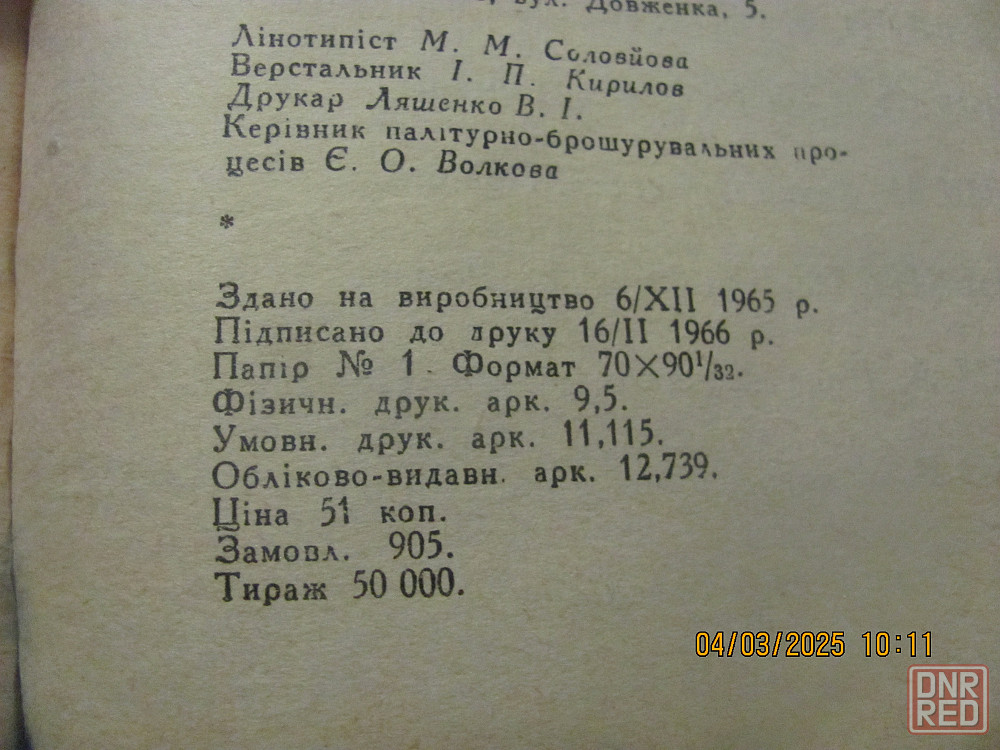 вул. Довженка, 5.
Лінотипіст М. М. Соловйова
Верстальник І. П. Кирилов
Друкар Ляшенко В. І.
Керівник палітурно-брошурувальних про-
цесів Є. О. Волкова
*
Здано на виробництво 6/XII 1965 р.
Підписано до друку 16/II 1966 р.
Папір № 1. Формат 70×90¹/₃₂.
Фізичн. друк. арк. 9,5.
Умовн. друк. арк. 11,115.
Обліково-видавн. арк. 12,739.
Ціна 51 коп.
Замовл. 905.
Тираж 50 000.
04/03/2025 10:11
DNR
RED